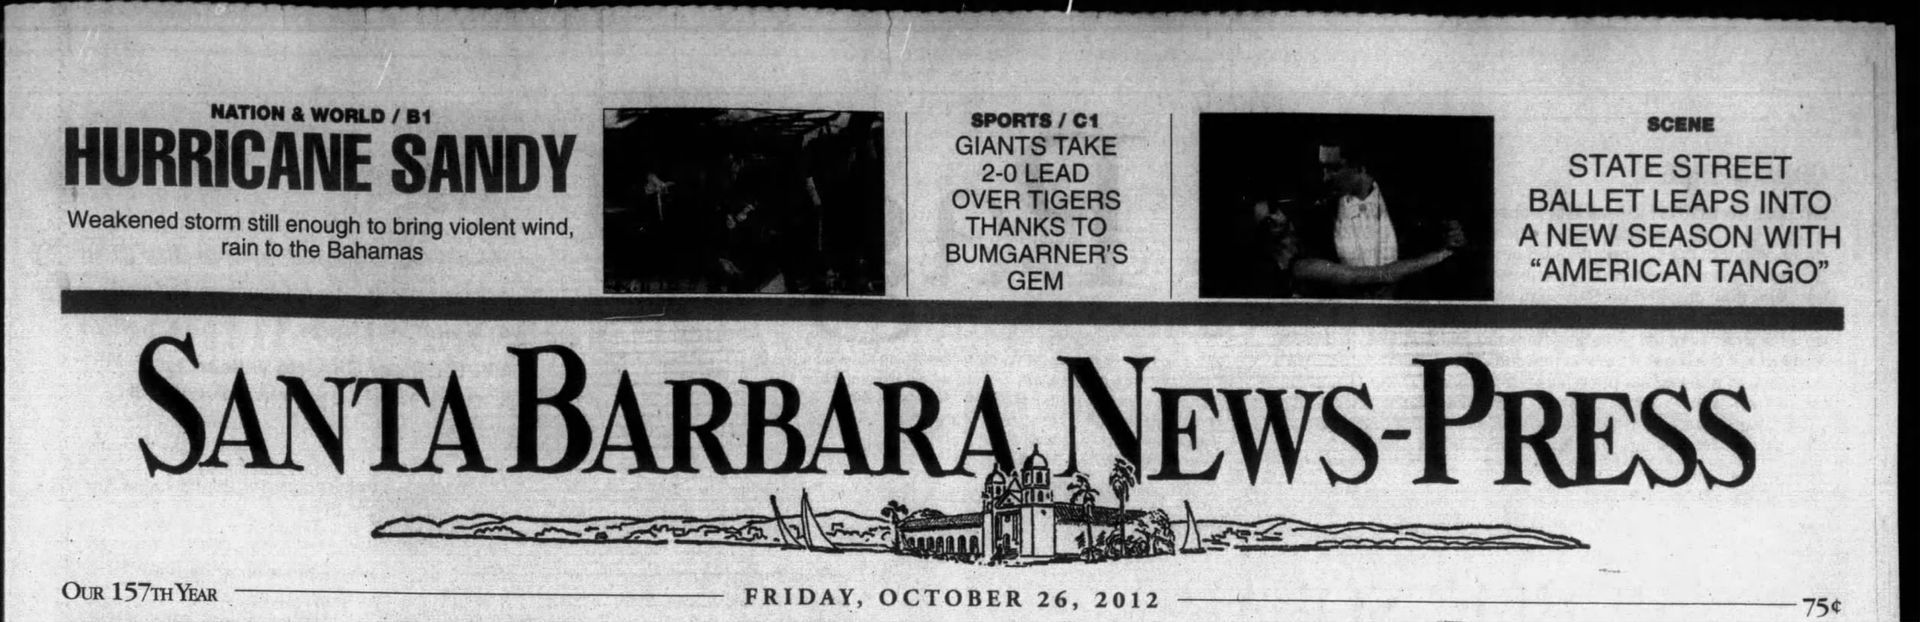 NATION & WORLD / B1
HURRICANE SANDY
Weakened storm still enough to bring violent wind,
rain to the Bahamas
SPORTS / C1
GIANTS TAKE
2-0 LEAD
OVER TIGERS
THANKS TO
BUMGARNER'S
GEM
SCENE
STATE STREET
BALLET LEAPS INTO
A NEW SEASON WITH
“AMERICAN TANGO”
SANTA BARBARA NEWS-PRESS
OUR 157TH YEAR
FRIDAY, OCTOBER 26, 2012
75¢